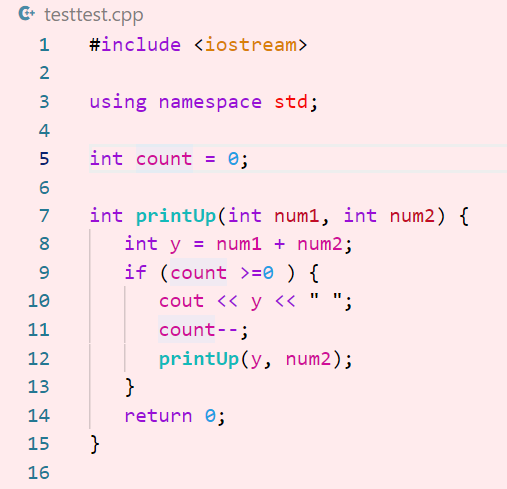 testtest.cpp
1 #include <iostream>
2
3 using namespace std;
4
5 int count = 0;
6
7 int printUp(int num1, int num2) {
8 int y = num1 + num2;
9 if (count >=0 ) {
10 cout << y << " ";
11 count--;
12 printUp(y, num2);
13 }
14 return 0;
15 }
16